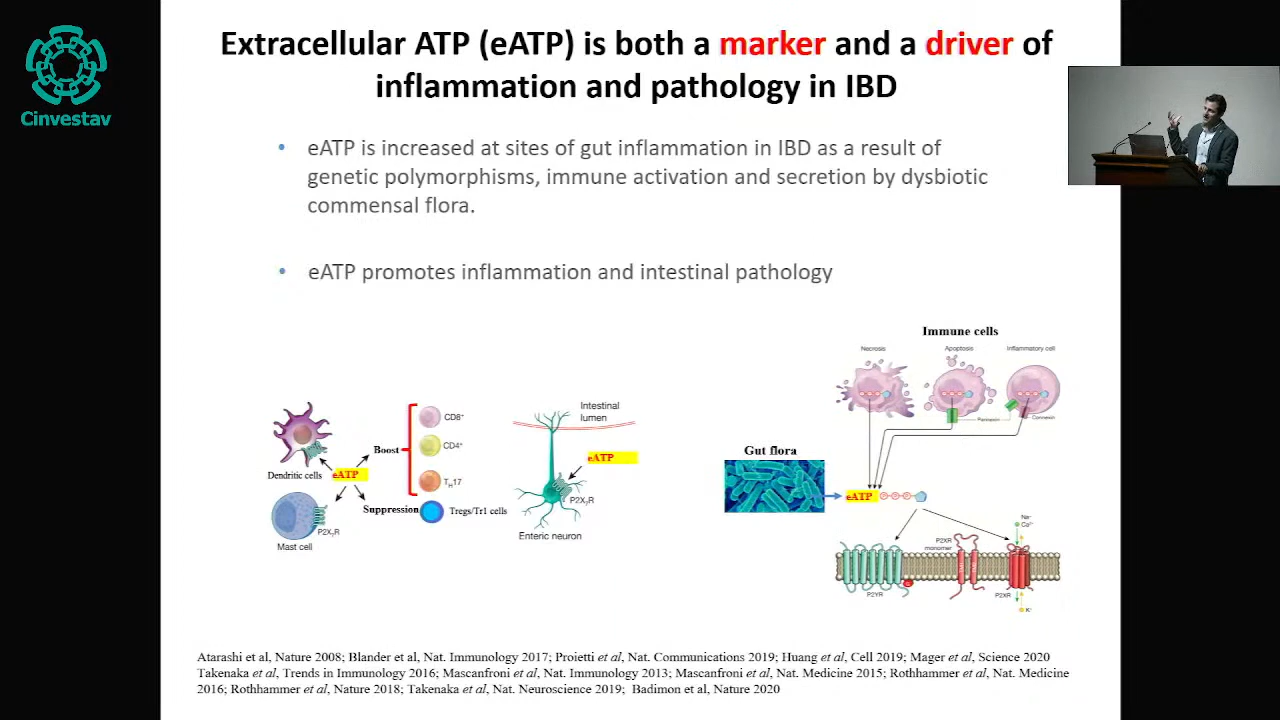 Cinvestav
Extracellular ATP (eATP) is both a marker and a driver of
inflammation and pathology in IBD
• eATP is increased at sites of gut inflammation in IBD as a result of
genetic polymorphisms, immune activation and secretion by dysbiotic
commensal flora.
• eATP promotes inflammation and intestinal pathology
Dendritic cells
eATP
Mast cell
P2X7R
Boost
CD8+
CD4+
TH17
Suppression
Tregs/Tr1 cells
Intestinal
lumen
eATP
P2X7R
Enteric neuron
Immune cells
Necrosis
Apoptosis
Inflammatory cell
Pannexin
Connexin
Gut flora
eATP
P2YR
P2XR
monomer
P2XR
Na+
Ca2+
K+
Atarashi et al, Nature 2008; Blander et al, Nat. Immunology 2017; Proietti et al, Nat. Communications 2019; Huang et al, Cell 2019; Mager et al, Science 2020
Takenaka et al, Trends in Immunology 2016; Mascanfroni et al, Nat. Immunology 2013; Mascanfroni et al, Nat. Medicine 2015; Rothhammer et al, Nat. Medicine
2016; Rothhammer et al, Nature 2018; Takenaka et al, Nat. Neuroscience 2019; Badimon et al, Nature 2020